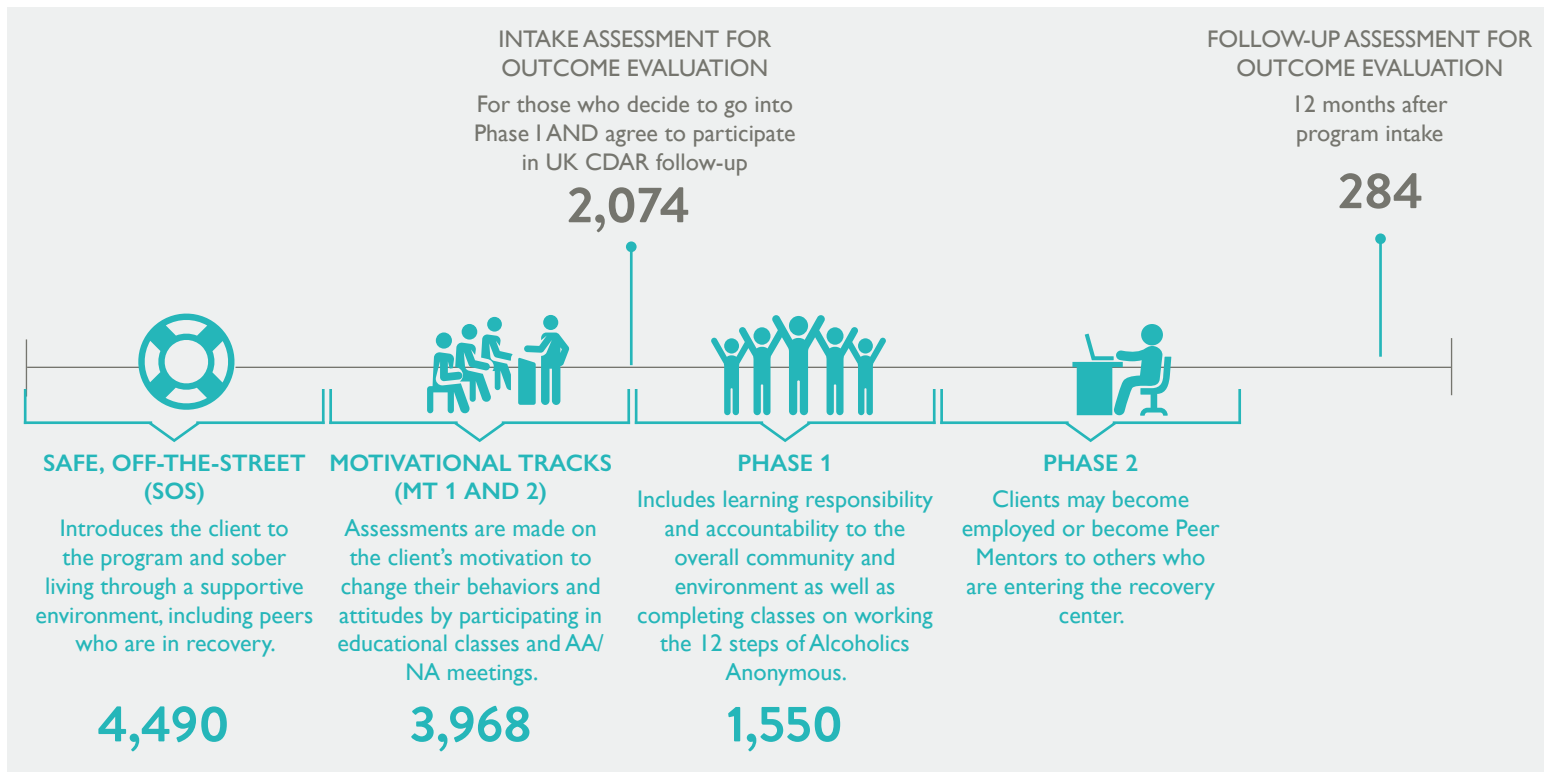 INTAKE ASSESSMENT FOR
OUTCOME EVALUATION
For those who decide to go into
Phase 1 AND agree to participate
in UK CDAR follow-up
2,074
FOLLOW-UP ASSESSMENT FOR
OUTCOME EVALUATION
12 months after
program intake
284
SAFE, OFF-THE-STREET
(SOS)
Introduces the client to
the program and sober
living through a supportive
environment, including peers
who are in recovery.
4,490
MOTIVATIONAL TRACKS
(MT 1 AND 2)
Assessments are made on
the client's motivation to
change their behaviors and
attitudes by participating in
educational classes and AA/
NA meetings.
3,968
PHASE 1
Includes learning responsibility
and accountability to the
overall community and
environment as well as
completing classes on working
the 12 steps of Alcoholics
Anonymous.
1,550
PHASE 2
Clients may become
employed or become Peer
Mentors to others who
are entering the recovery
center.